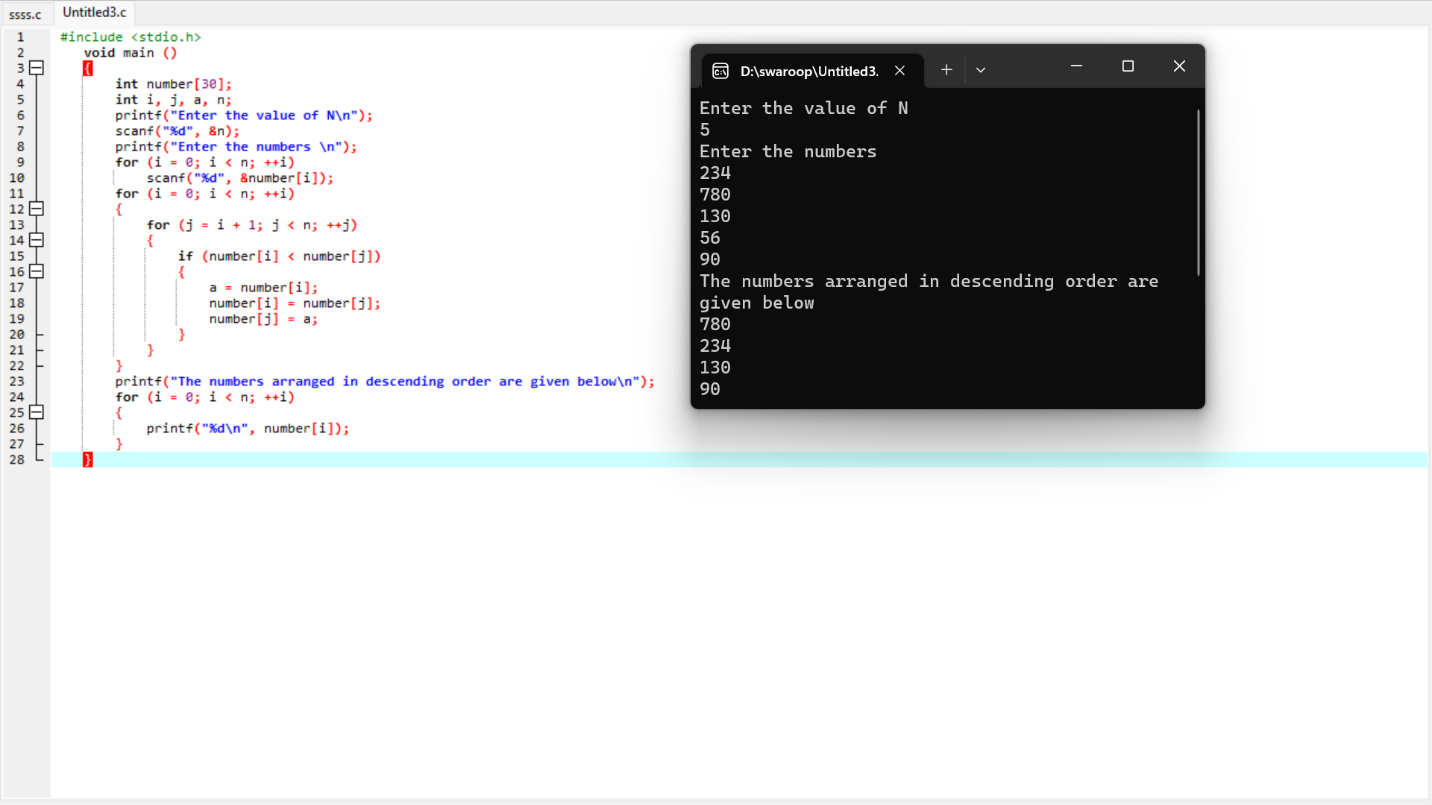 ssss.c Untitled3.c
1 #include <stdio.h>
2 void main ()
3 {
4 int number[30];
5 int i, j, a, n;
6 printf("Enter the value of N\n");
7 scanf("%d", &n);
8 printf("Enter the numbers \n");
9 for (i = 0; i < n; ++i)
10 scanf("%d", &number[i]);
11 for (i = 0; i < n; ++i)
12 {
13 for (j = i + 1; j < n; ++j)
14 {
15 if (number[i] < number[j])
16 {
17 a = number[i];
18 number[i] = number[j];
19 number[j] = a;
20 }
21 }
22 }
23 printf("The numbers arranged in descending order are given below\n");
24 for (i = 0; i < n; ++i)
25 {
26 printf("%d\n", number[i]);
27 }
28 }
D:\swaroop\Untitled3.
Enter the value of N
5
Enter the numbers
234
780
130
56
90
The numbers arranged in descending order are
given below
780
234
130
90